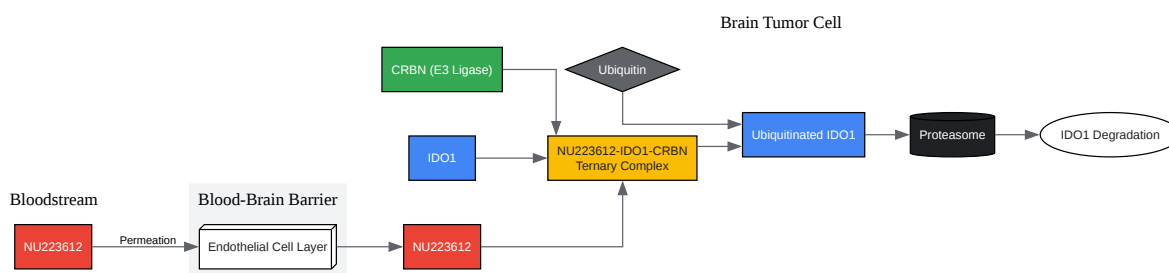 Brain Tumor Cell
CRBN (E3 Ligase)
Ubiquitin
Ubiquitinated IDO1
Proteasome
IDO1 Degradation
IDO1
NU223612-IDO1-CRBN
Ternary Complex
Bloodstream
Blood-Brain Barrier
NU223612
Permeation
Endothelial Cell Layer
NU223612